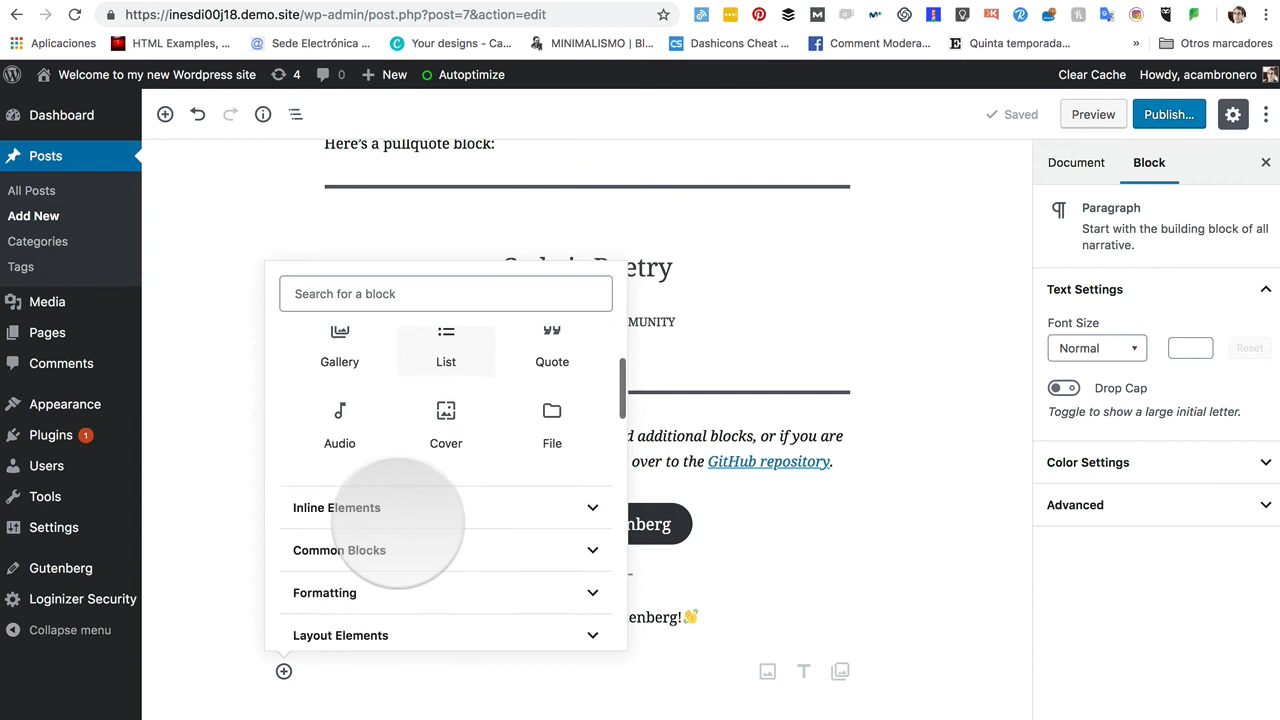 https://inesdi00j18.demo.site/wp-admin/post.php?post=7&action=edit
Aplicaciones HTML Examples, ... Sede Electrónica ... Your designs - Ca... MINIMALISMO | Bl... Dashicons Cheat ... Comment Modera... Quinta temporada... » Otros marcadores
Welcome to my new Wordpress site 4 0 New Autoptimize Clear Cache Howdy, acambronero
Dashboard
Posts
All Posts
Add New
Categories
Tags
Media
Pages
Comments
Appearance
Plugins 1
Users
Tools
Settings
Gutenberg
Loginizer Security
Collapse menu
Saved Preview Publish...
Here's a pullquote block:
etry
MUNITY
Search for a block
Gallery List Quote
Audio Cover File
Inline Elements
Common Blocks
Formatting
Layout Elements
d additional blocks, or if you are
over to the GitHub repository.
nberg
enberg!👋
Document Block
Paragraph
Start with the building block of all
narrative.
Text Settings
Font Size
Normal Reset
Drop Cap
Toggle to show a large initial letter.
Color Settings
Advanced